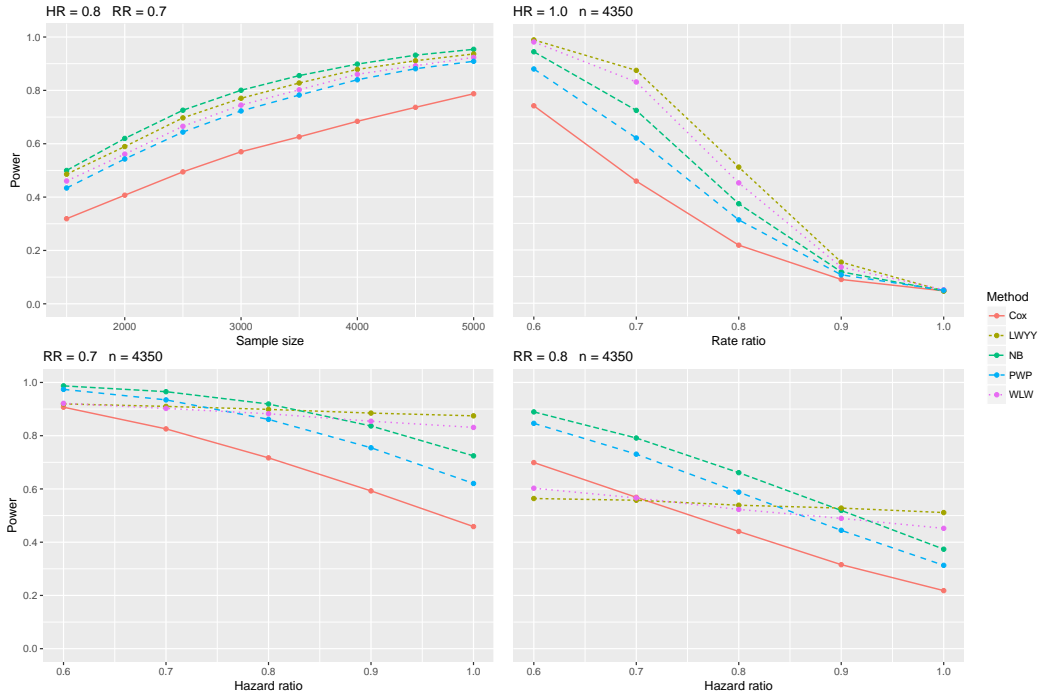 HR = 0.8 RR = 0.7
HR = 1.0 n = 4350
1.0
0.8
0.6
0.4
0.2
0.0
Power
2000
3000
4000
5000
Sample size
0.6
0.7
0.8
0.9
1.0
Rate ratio
RR = 0.7 n = 4350
RR = 0.8 n = 4350
1.0
0.8
0.6
0.4
0.2
0.0
Power
0.6
0.7
0.8
0.9
1.0
Hazard ratio
0.6
0.7
0.8
0.9
1.0
Hazard ratio
Method
Cox
LWYY
NB
PWP
WLW